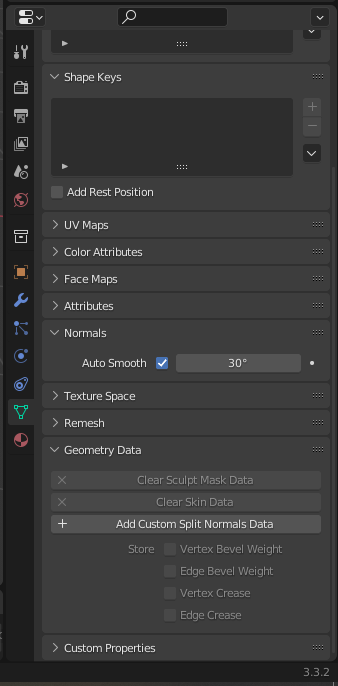 Shape Keys
Add Rest Position
UV Maps
Color Attributes
Face Maps
Attributes
Normals
Auto Smooth 30°
Texture Space
Remesh
Geometry Data
Clear Sculpt Mask Data
Clear Skin Data
Add Custom Split Normals Data
Store Vertex Bevel Weight
Edge Bevel Weight
Vertex Crease
Edge Crease
Custom Properties
3.3.2